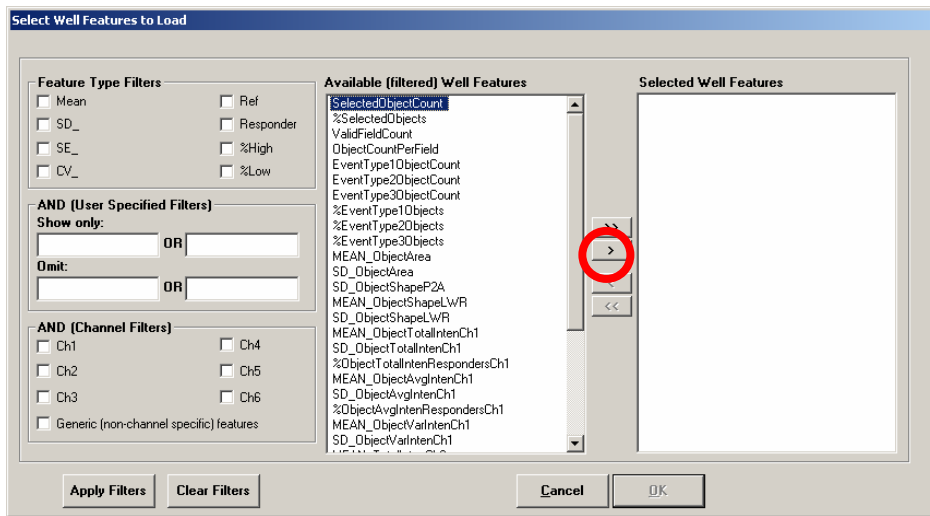 Select Well Features to Load
Feature Type Filters
Mean
Ref
SD_
Responder
SE_
%High
CV_
%Low
AND (User Specified Filters)
Show only:
OR
Omit:
OR
AND (Channel Filters)
Ch1
Ch4
Ch2
Ch5
Ch3
Ch6
Generic (non-channel specific) features
Available (filtered) Well Features
SelectedObjectCount
%SelectedObjects
ValidFieldCount
ObjectCountPerField
EventType1ObjectCount
EventType2ObjectCount
EventType3ObjectCount
%EventType1Objects
%EventType2Objects
%EventType3Objects
MEAN_ObjectArea
SD_ObjectArea
SD_ObjectShapeP2A
MEAN_ObjectShapeLWR
SD_ObjectShapeLWR
MEAN_ObjectTotalIntenCh1
SD_ObjectTotalIntenCh1
%ObjectTotalIntenRespondersCh1
MEAN_ObjectAvgIntenCh1
SD_ObjectAvgIntenCh1
%ObjectAvgIntenRespondersCh1
MEAN_ObjectVarIntenCh1
SD_ObjectVarIntenCh1
>>
>
<
<<
Selected Well Features
Apply Filters
Clear Filters
Cancel
OK